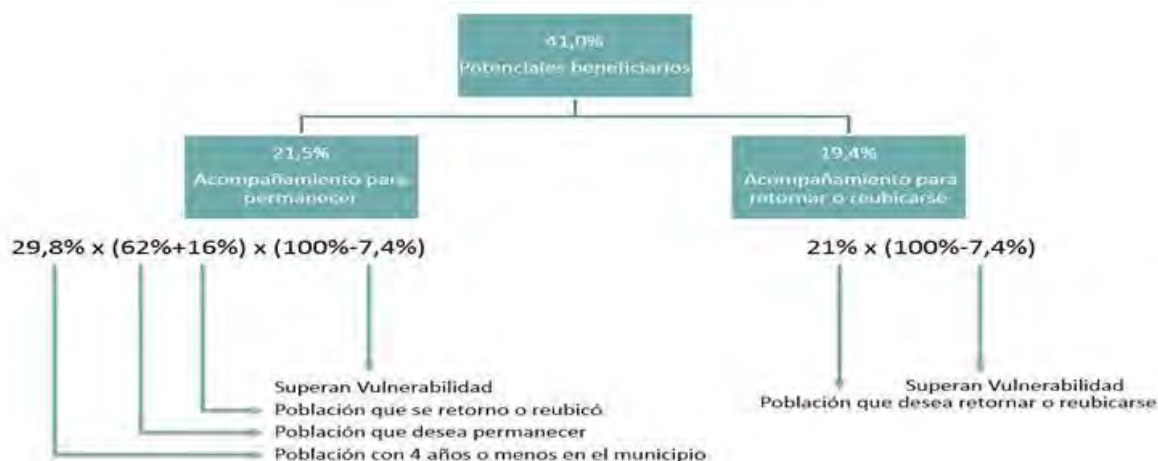 41,0%
Potenciales beneficiarios
21,5%
Acompañamiento para
permanecer
19,4%
Acompañamiento para
retornar o reubicarse
29,8% x (62%+16%) x (100%-7,4%)
21% x (100%-7,4%)
Superan Vulnerabilidad
Población que se retorno o reubicó
Población que desea permanecer
Población con 4 años o menos en el municipio
Superan Vulnerabilidad
Población que desea retornar o reubicarse